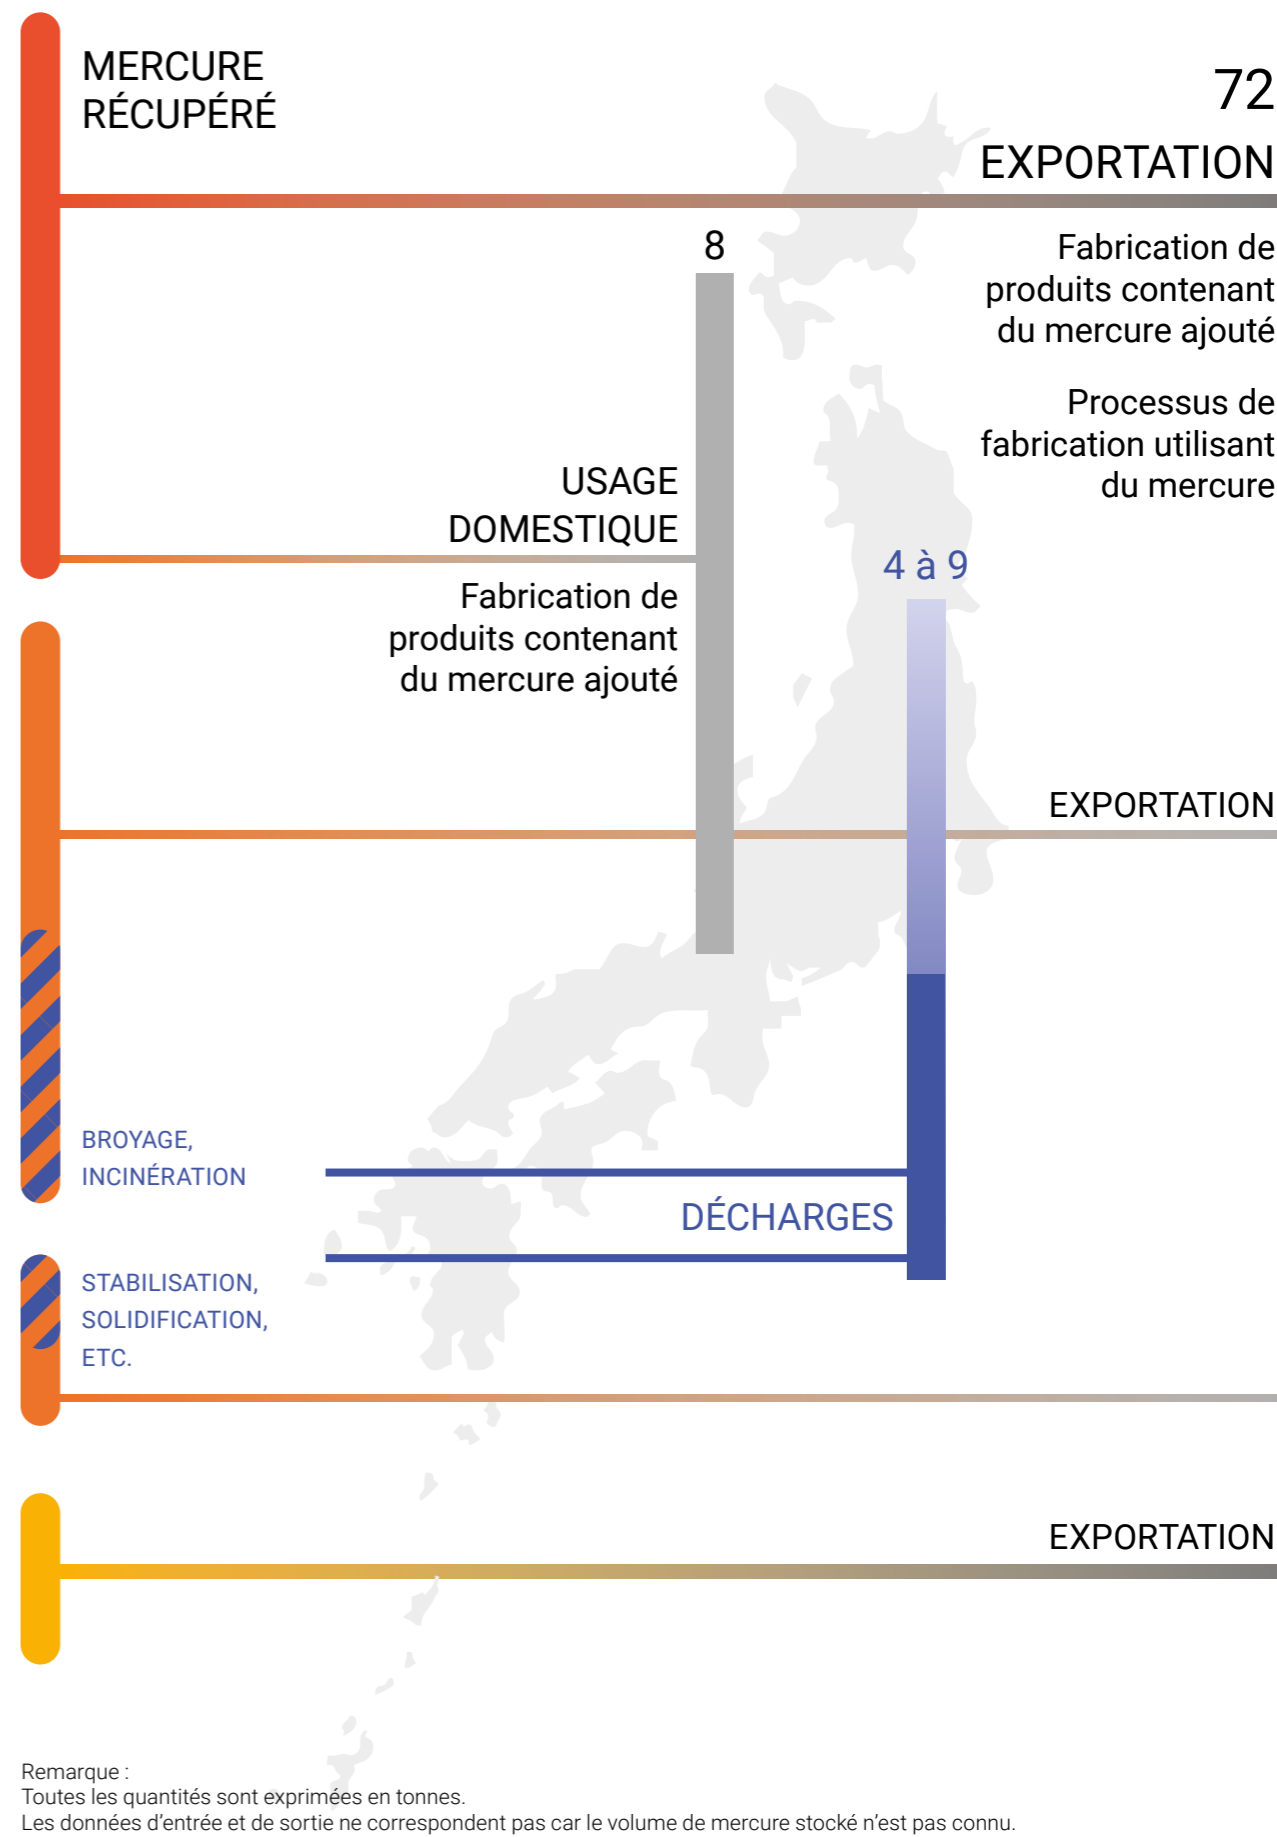 MERCURE
RÉCUPÉRÉ
72
EXPORTATION
Fabrication de
produits contenant
du mercure ajouté
Processus de
fabrication utilisant
du mercure
8
USAGE
DOMESTIQUE
Fabrication de
produits contenant
du mercure ajouté
4 à 9
EXPORTATION
BROYAGE,
INCINÉRATION
DÉCHARGES
STABILISATION,
SOLIDIFICATION,
ETC.
EXPORTATION
Remarque :
Toutes les quantités sont exprimées en tonnes.
Les données d'entrée et de sortie ne correspondent pas car le volume de mercure stocké n'est pas connu.